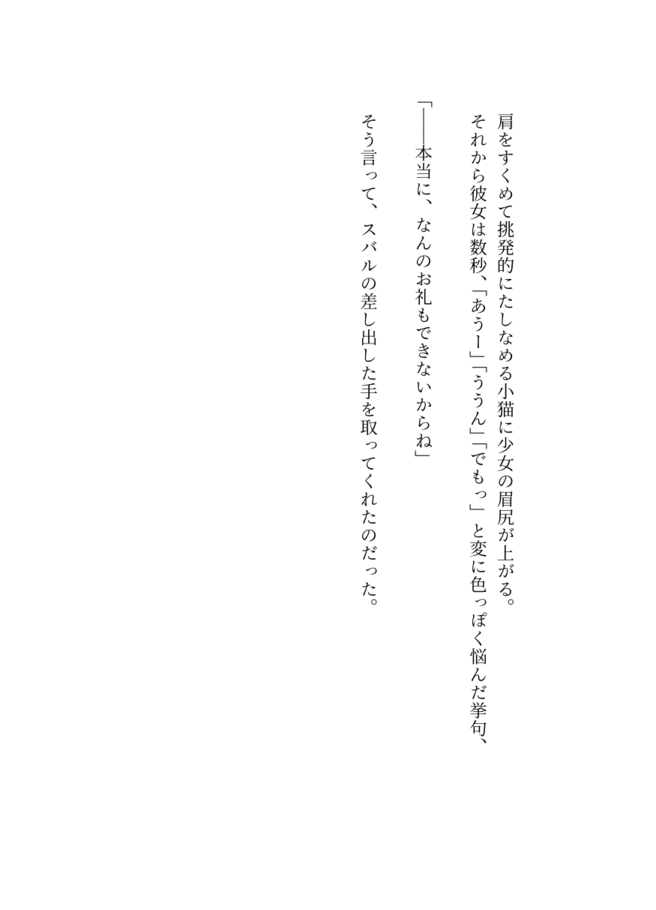 肩をすくめて挑発的にたしなめる小猫に少女の眉尻が上がる。
それから彼女は数秒、「あうー」「ううん」「でもっ」と変に色っぽく悩んだ挙句、
「――本当に、なんのお礼もできないからね」
そう言って、スバルの差し出した手を取ってくれたのだった。